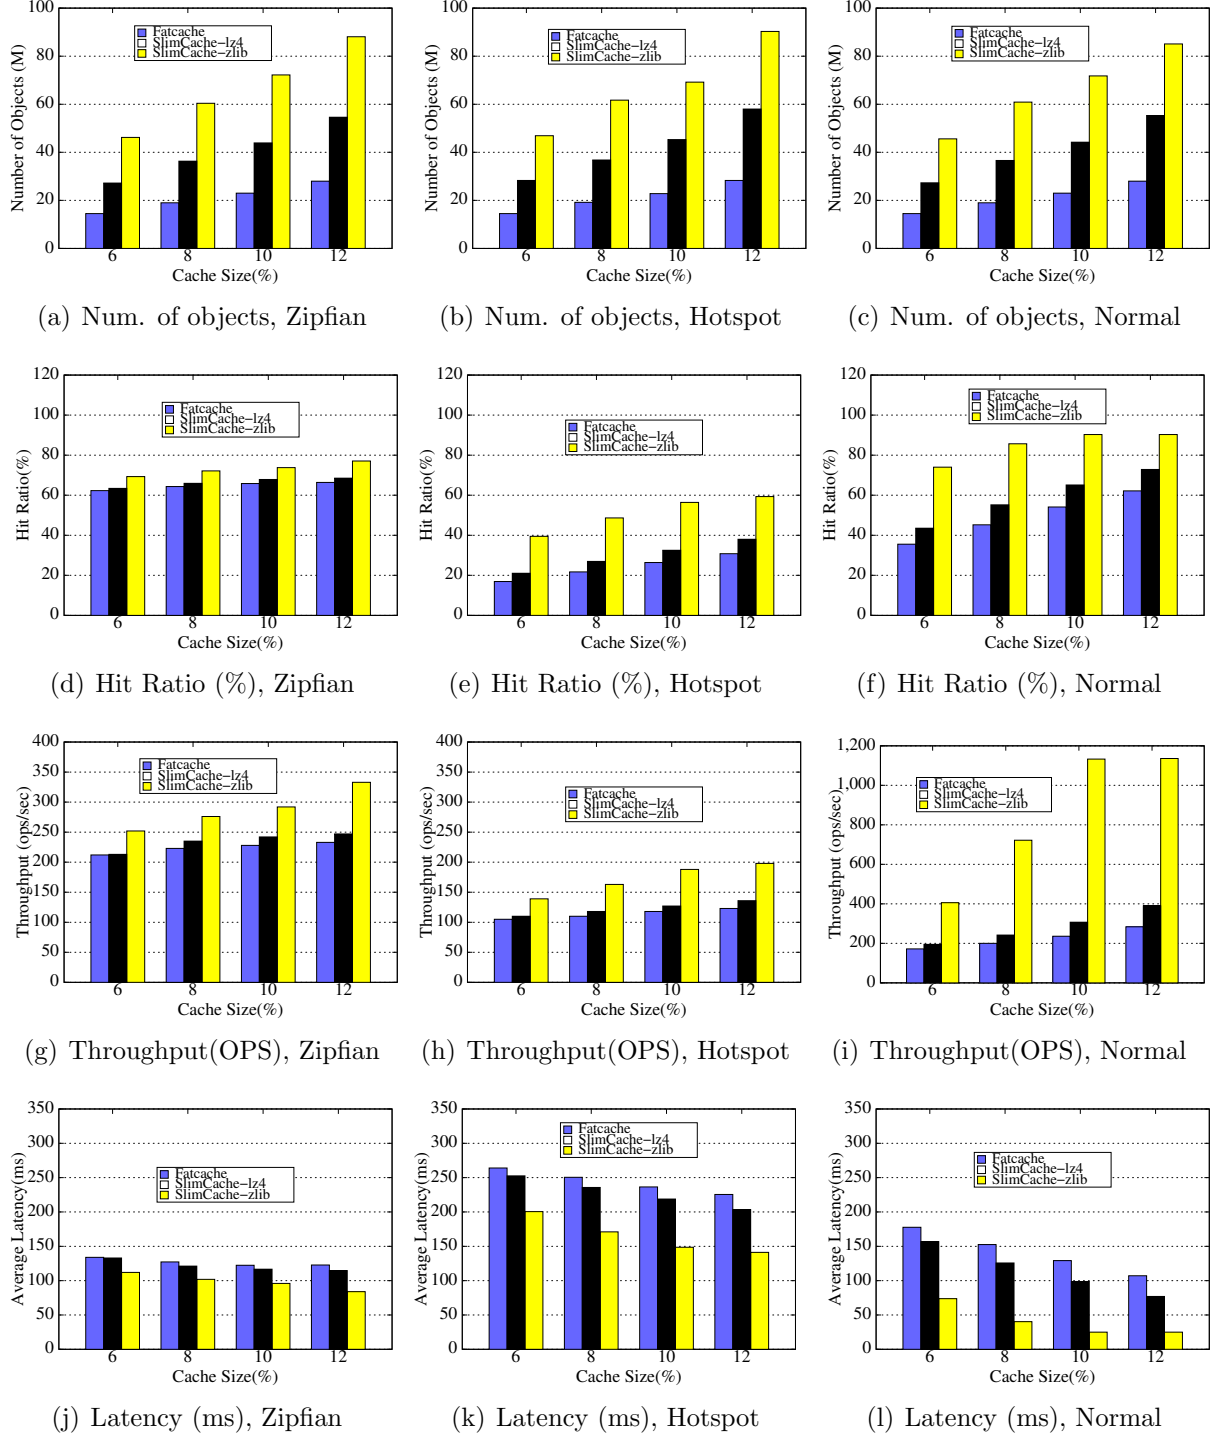 100
80
60
40
20
0
Number of Objects (M)
Fatcache
SlimCache-lz4
SlimCache-zlib
6 8 10 12
Cache Size(%)
(a) Num. of objects, Zipfian
100
80
60
40
20
0
Number of Objects (M)
Fatcache
SlimCache-lz4
SlimCache-zlib
6 8 10 12
Cache Size(%)
(b) Num. of objects, Hotspot
100
80
60
40
20
0
Number of Objects (M)
Fatcache
SlimCache-lz4
SlimCache-zlib
6 8 10 12
Cache Size(%)
(c) Num. of objects, Normal
120
100
80
60
40
20
0
Hit Ratio(%)
Fatcache
SlimCache-lz4
SlimCache-zlib
6 8 10 12
Cache Size(%)
(d) Hit Ratio (%), Zipfian
120
100
80
60
40
20
0
Hit Ratio(%)
Fatcache
SlimCache-lz4
SlimCache-zlib
6 8 10 12
Cache Size(%)
(e) Hit Ratio (%), Hotspot
120
100
80
60
40
20
0
Hit Ratio(%)
Fatcache
SlimCache-lz4
SlimCache-zlib
6 8 10 12
Cache Size(%)
(f) Hit Ratio (%), Normal
400
350
300
250
200
150
100
50
0
Throughput (ops/sec)
Fatcache
SlimCache-lz4
SlimCache-zlib
6 8 10 12
Cache Size(%)
(g) Throughput(OPS), Zipfian
400
350
300
250
200
150
100
50
0
Throughput (ops/sec)
Fatcache
SlimCache-lz4
SlimCache-zlib
6 8 10 12
Cache Size(%)
(h) Throughput(OPS), Hotspot
1,200
1,000
800
600
400
200
0
Throughput (ops/sec)
Fatcache
SlimCache-lz4
SlimCache-zlib
6 8 10 12
Cache Size(%)
(i) Throughput(OPS), Normal
350
300
250
200
150
100
50
0
Average Latency(ms)
Fatcache
SlimCache-lz4
SlimCache-zlib
6 8 10 12
Cache Size(%)
(j) Latency (ms), Zipfian
350
300
250
200
150
100
50
0
Average Latency(ms)
Fatcache
SlimCache-lz4
SlimCache-zlib
6 8 10 12
Cache Size(%)
(k) Latency (ms), Hotspot
350
300
250
200
150
100
50
0
Average Latency(ms)
Fatcache
SlimCache-lz4
SlimCache-zlib
6 8 10 12
Cache Size(%)
(l) Latency (ms), Normal